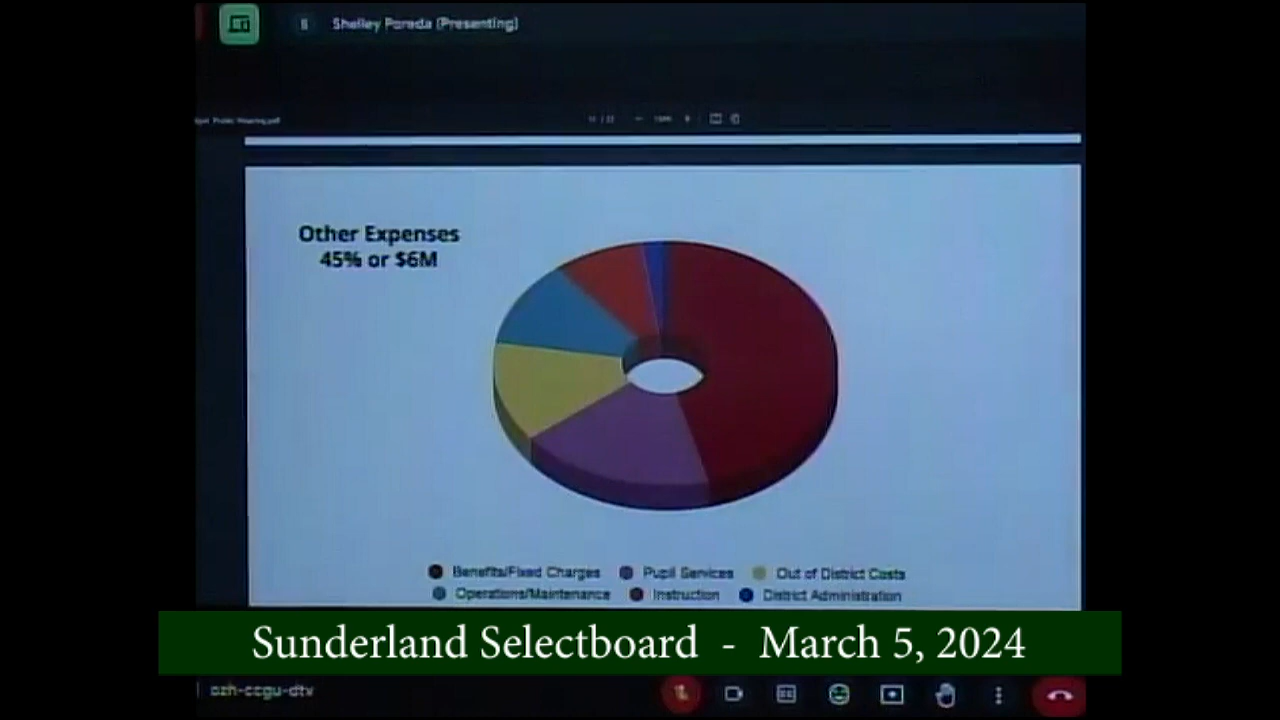 Shelley Poreda (Presenting)
Other Expenses
45% or $6M
Benefits/Fixed Charges Pupil Services Out of District Costs
Operations/Maintenance Instruction District Administration
Sunderland Selectboard - March 5, 2024
ozh-ccgu-dtv